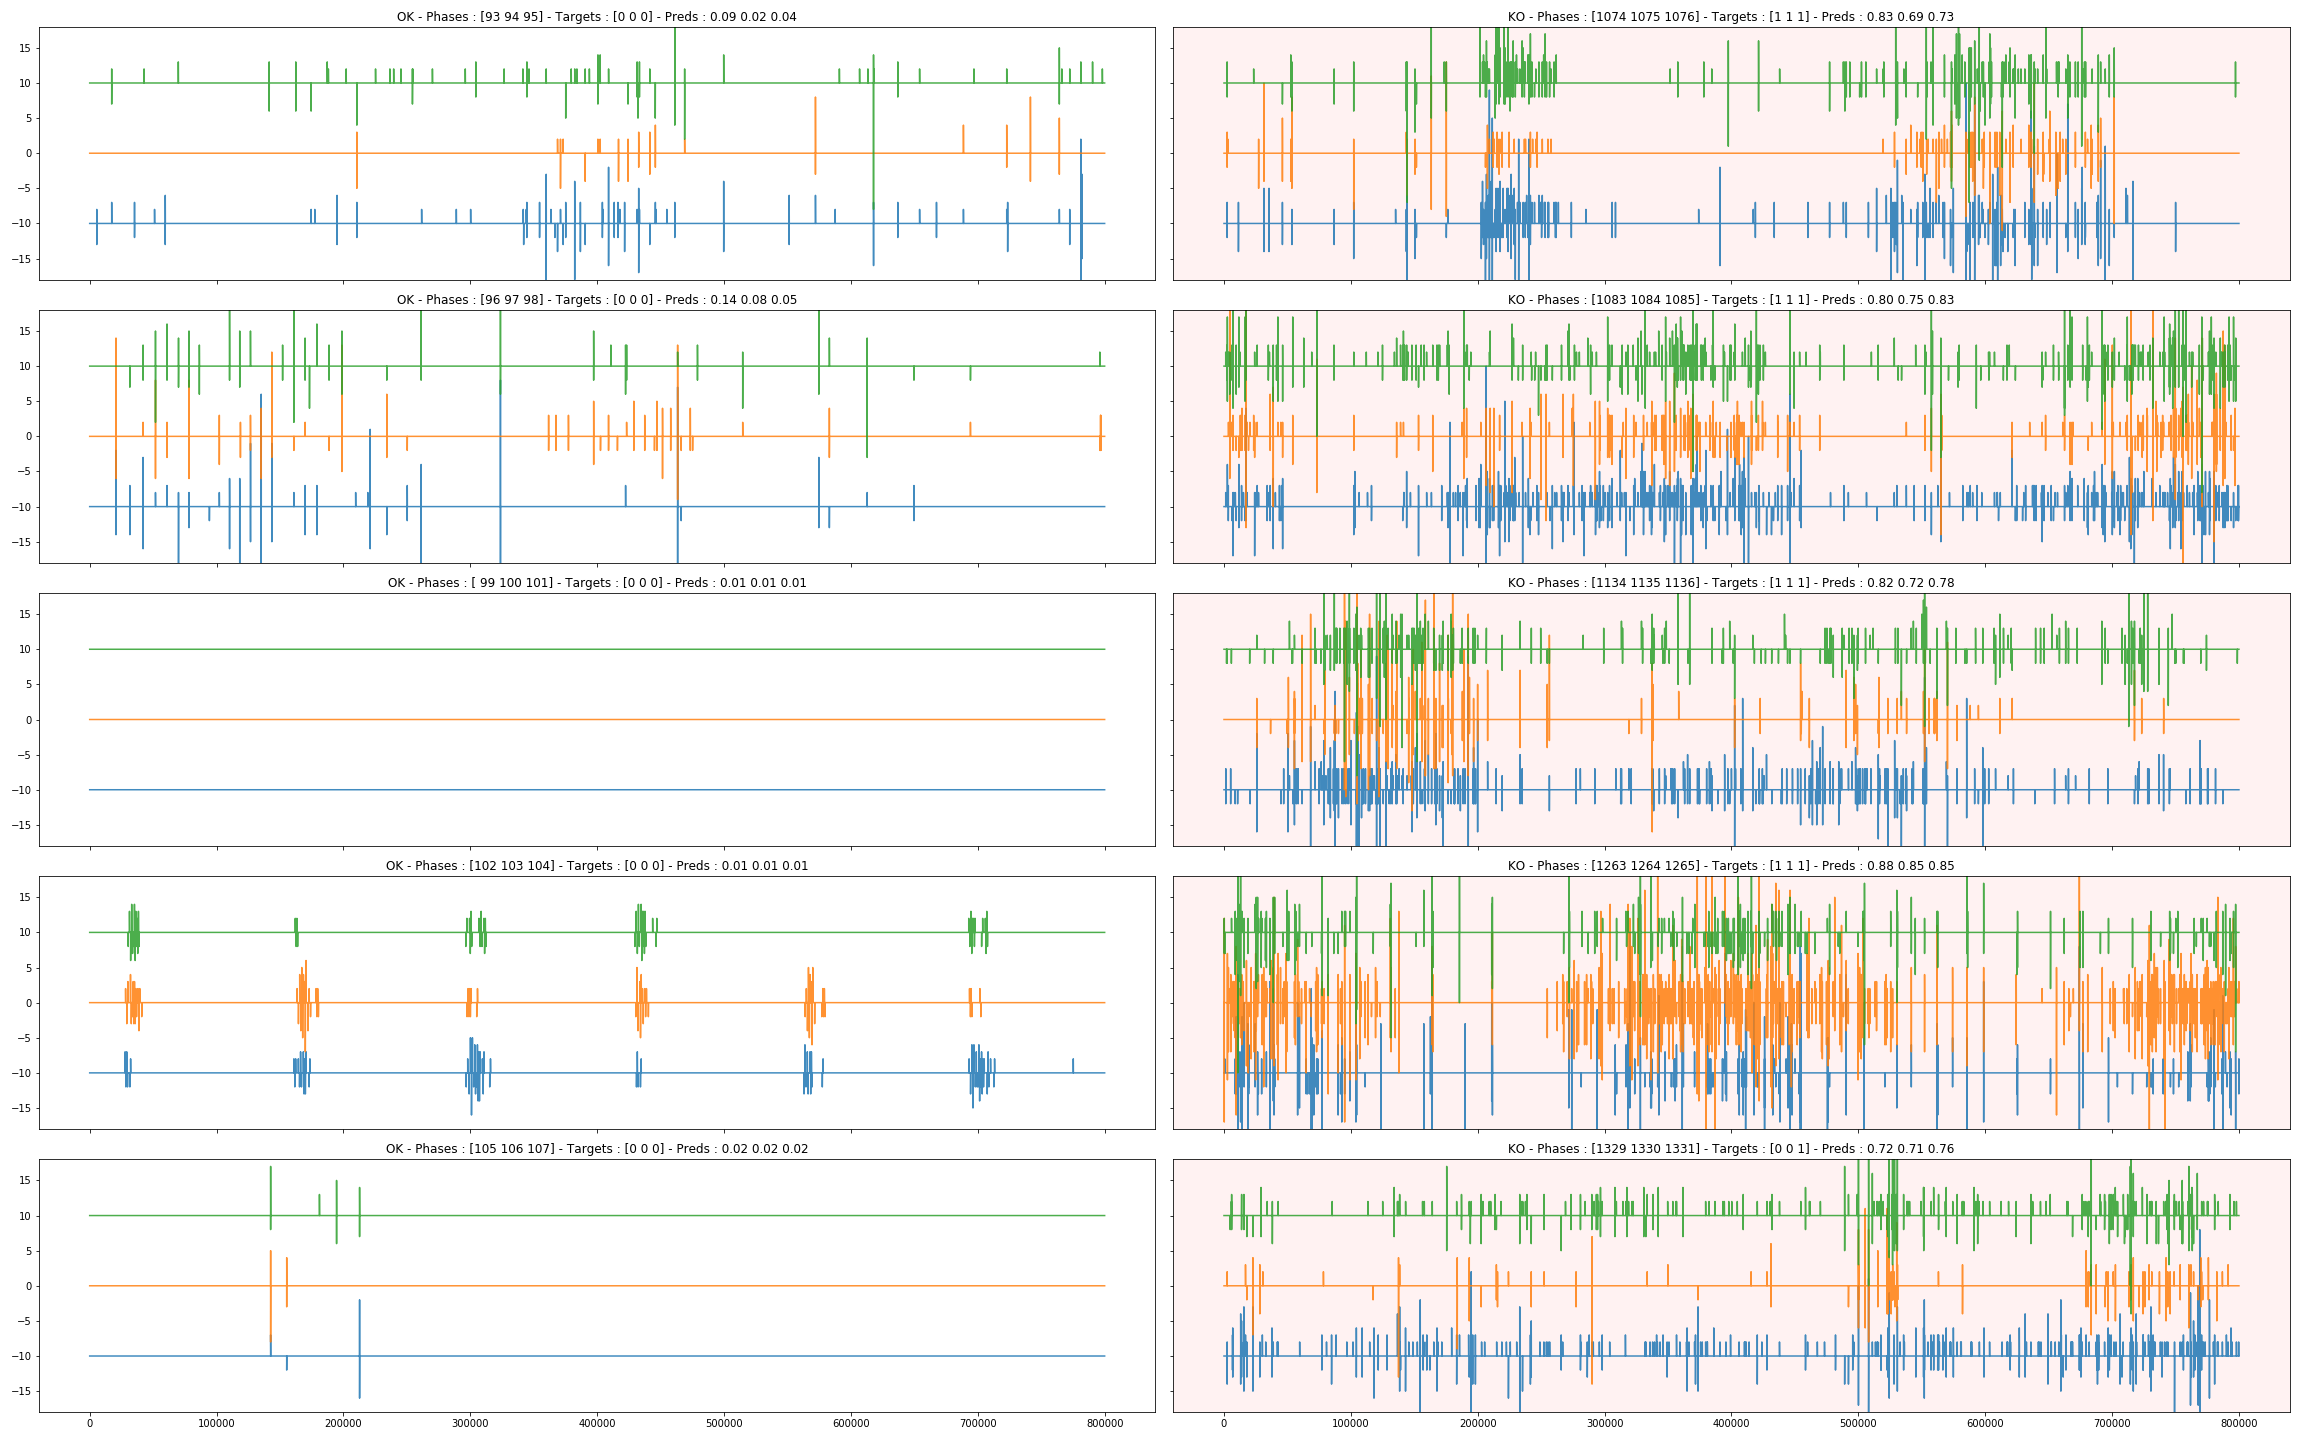 OK - Phases : [93 94 95] - Targets : [0 0 0] - Preds : 0.09 0.02 0.04
15
10
5
0
−5
−10
−15
KO - Phases : [1074 1075 1076] - Targets : [1 1 1] - Preds : 0.83 0.69 0.73
OK - Phases : [96 97 98] - Targets : [0 0 0] - Preds : 0.14 0.08 0.05
15
10
5
0
−5
−10
−15
KO - Phases : [1083 1084 1085] - Targets : [1 1 1] - Preds : 0.80 0.75 0.83
OK - Phases : [ 99 100 101] - Targets : [0 0 0] - Preds : 0.01 0.01 0.01
15
10
5
0
−5
−10
−15
KO - Phases : [1134 1135 1136] - Targets : [1 1 1] - Preds : 0.82 0.72 0.78
OK - Phases : [102 103 104] - Targets : [0 0 0] - Preds : 0.01 0.01 0.01
15
10
5
0
−5
−10
−15
KO - Phases : [1263 1264 1265] - Targets : [1 1 1] - Preds : 0.88 0.85 0.85
OK - Phases : [105 106 107] - Targets : [0 0 0] - Preds : 0.02 0.02 0.02
15
10
5
0
−5
−10
−15
0 100000 200000 300000 400000 500000 600000 700000 800000
KO - Phases : [1329 1330 1331] - Targets : [0 0 1] - Preds : 0.72 0.71 0.76
0 100000 200000 300000 400000 500000 600000 700000 800000